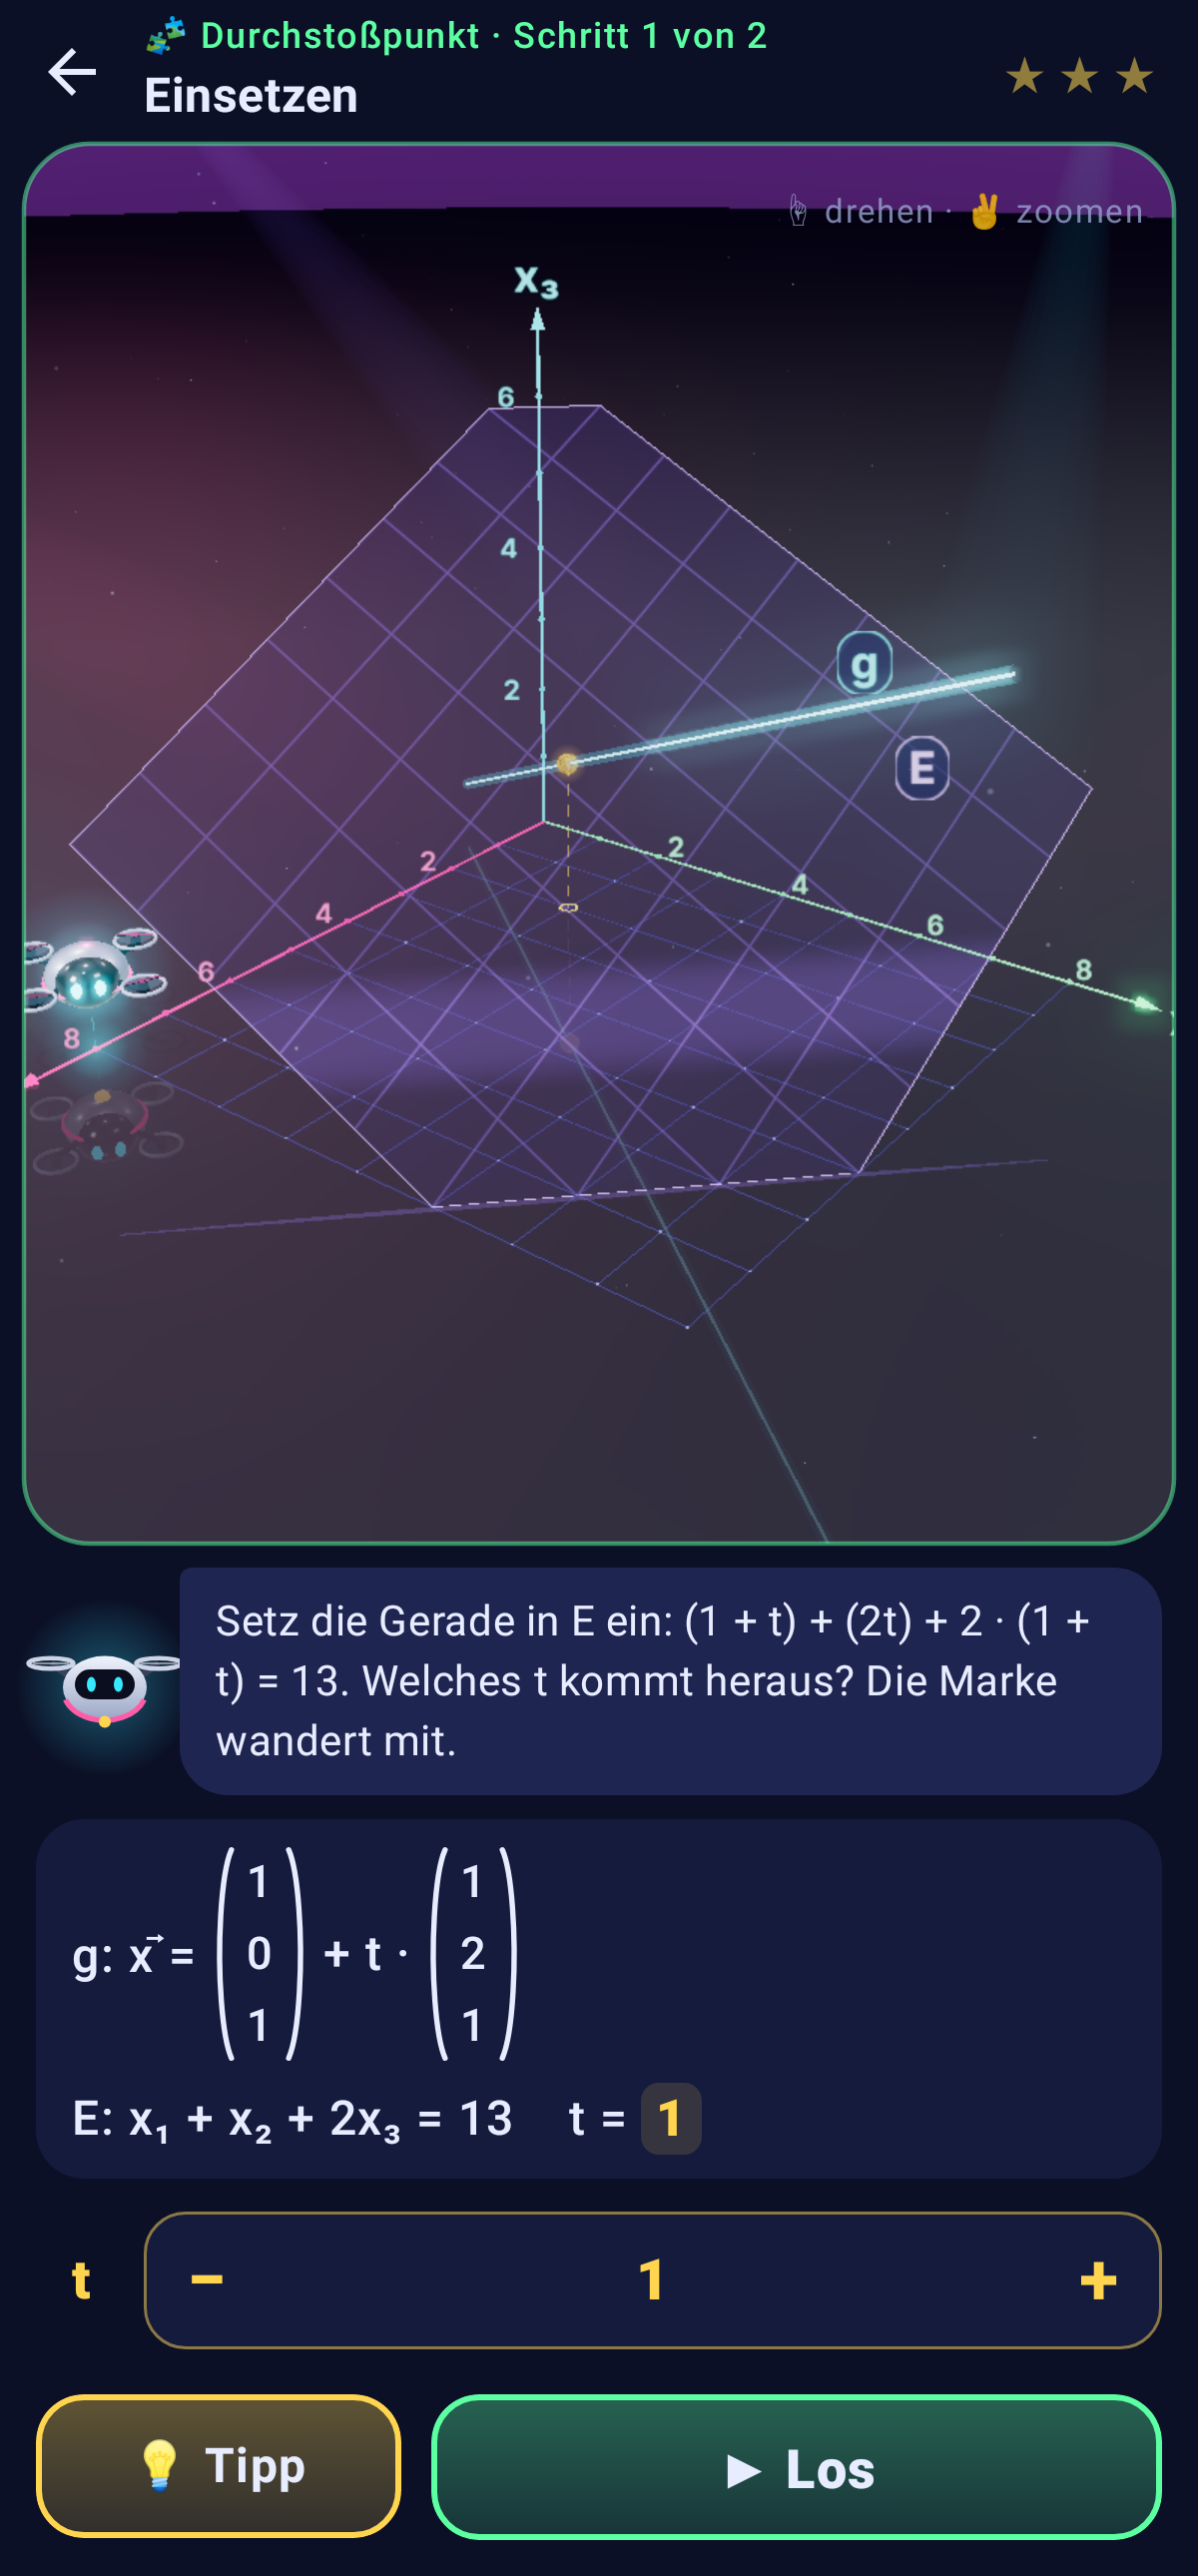 🧩 Durchstoßpunkt · Schritt 1 von 2
Einsetzen
★ ★ ★
☝ drehen · ✌ zoomen
x₃
6
4
2
g
E
2
4
6
8
2
4
6
8
Setz die Gerade in E ein: (1 + t) + (2t) + 2 · (1 +
t) = 13. Welches t kommt heraus? Die Marke
wandert mit.
g: x⃗ = (1 0 1) + t · (1 2 1)
E: x₁ + x₂ + 2x₃ = 13 t = 1
t − 1 +
💡 Tipp
▶ Los